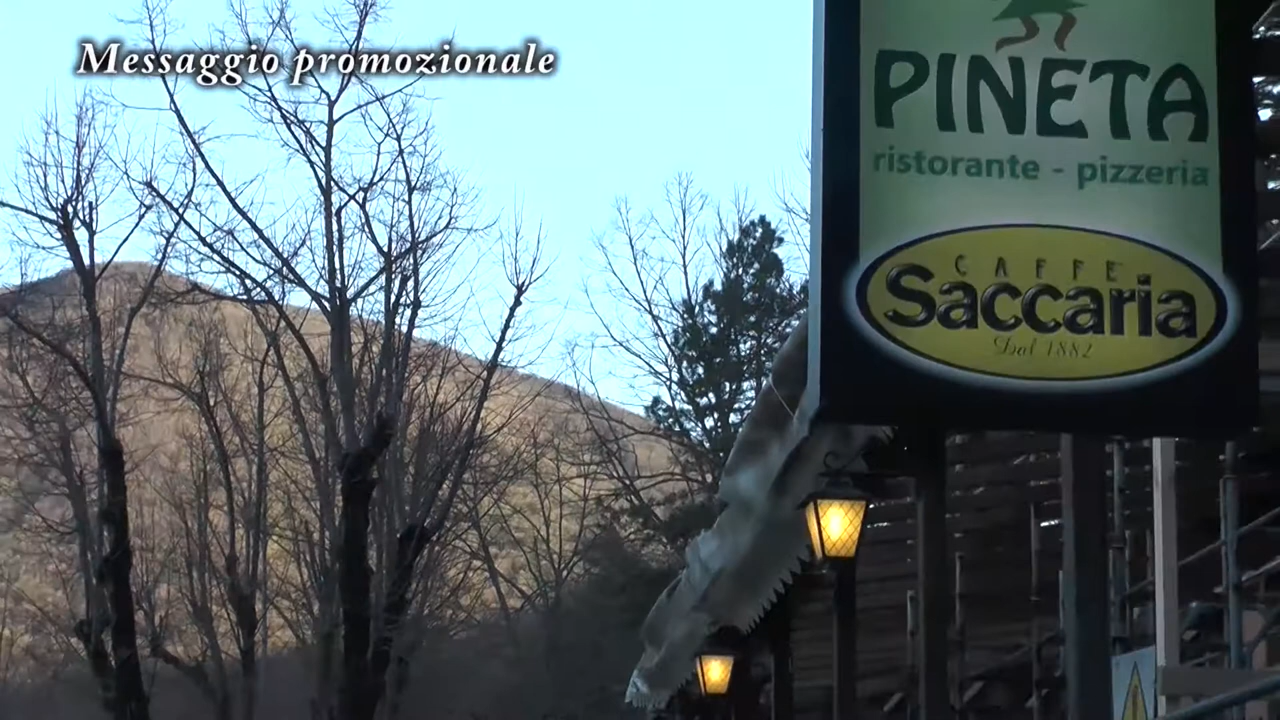 Messaggio promozionale
PINETA
ristorante - pizzeria
CAFFE
Saccaria
Dal 1882